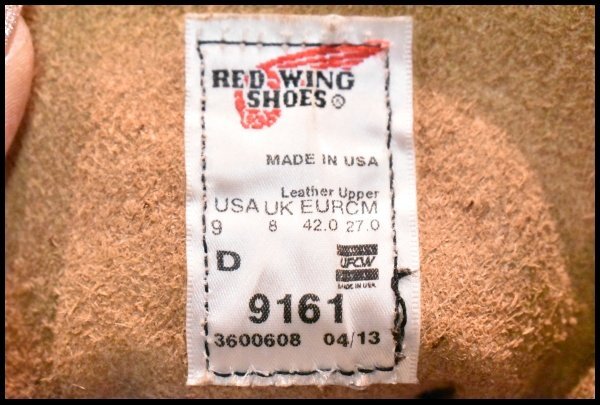 RED WING
SHOES®
MADE IN USA
Leather Upper
USA UK EUR CM
9 8 42.0 27.0
D
UFCW
MADE IN USA
9161
3600608 04/13